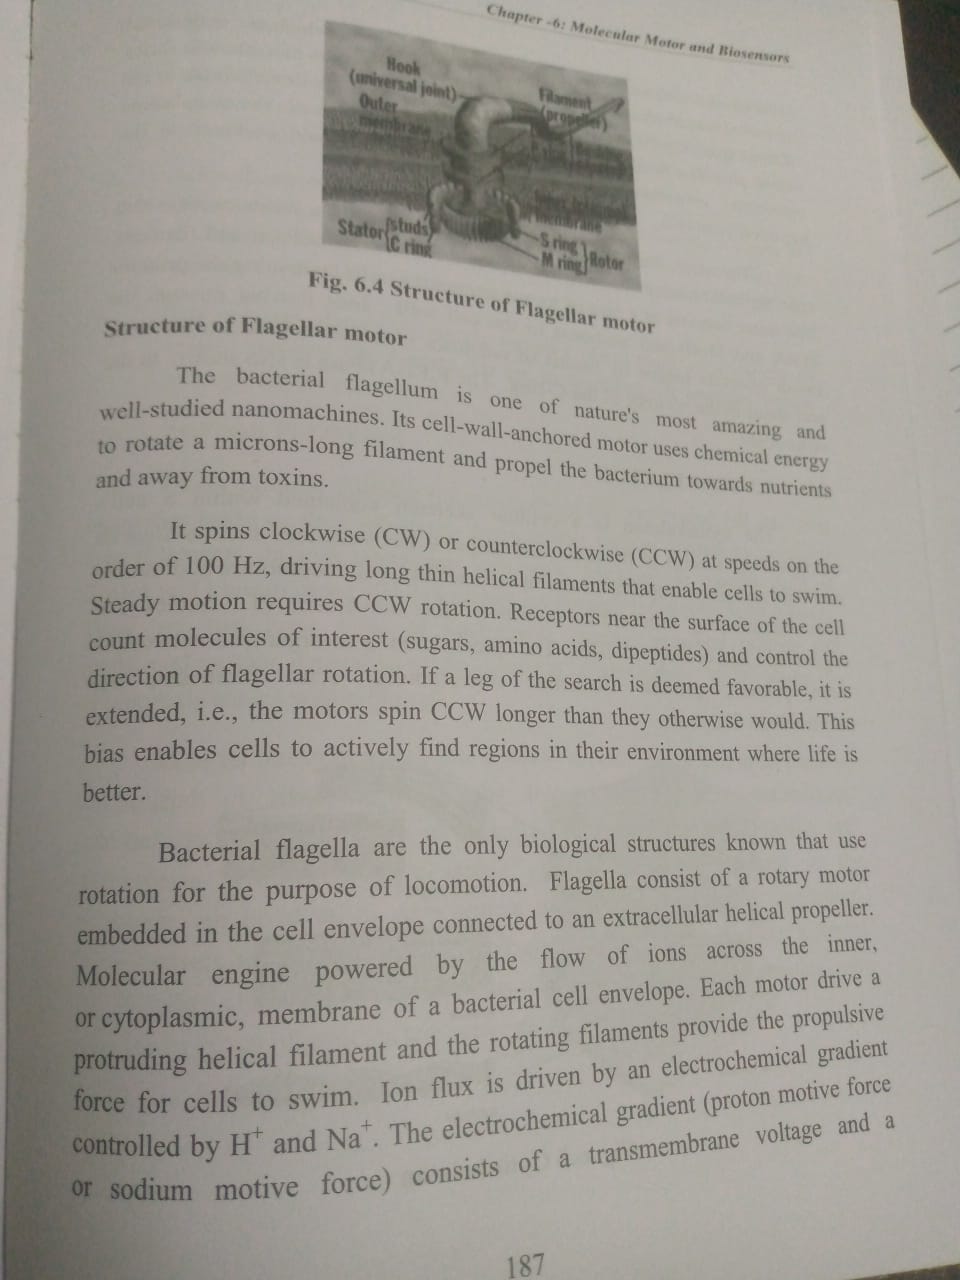 Chapter -6: Molecular Motor and Biosensors
Hook
(universal joint)
Outer
membrane
Filament
(propeller)
membrane
Stator
studs
C ring
S ring
M ring
Rotor
Fig. 6.4 Structure of Flagellar motor
Structure of Flagellar motor
The bacterial flagellum is one of nature's most amazing and
well-studied nanomachines. Its cell-wall-anchored motor uses chemical energy
to rotate a microns-long filament and propel the bacterium towards nutrients
and away from toxins.
It spins clockwise (CW) or counterclockwise (CCW) at speeds on the
order of 100 Hz, driving long thin helical filaments that enable cells to swim.
Steady motion requires CCW rotation. Receptors near the surface of the cell
count molecules of interest (sugars, amino acids, dipeptides) and control the
direction of flagellar rotation. If a leg of the search is deemed favorable, it is
extended, i.e., the motors spin CCW longer than they otherwise would. This
bias enables cells to actively find regions in their environment where life is
better.
Bacterial flagella are the only biological structures known that use
rotation for the purpose of locomotion. Flagella consist of a rotary motor
embedded in the cell envelope connected to an extracellular helical propeller.
Molecular engine powered by the flow of ions across the inner,
or cytoplasmic, membrane of a bacterial cell envelope. Each motor drive a
protruding helical filament and the rotating filaments provide the propulsive
force for cells to swim. Ion flux is driven by an electrochemical gradient
controlled by H⁺ and Na⁺. The electrochemical gradient (proton motive force
or sodium motive force) consists of a transmembrane voltage and a
187